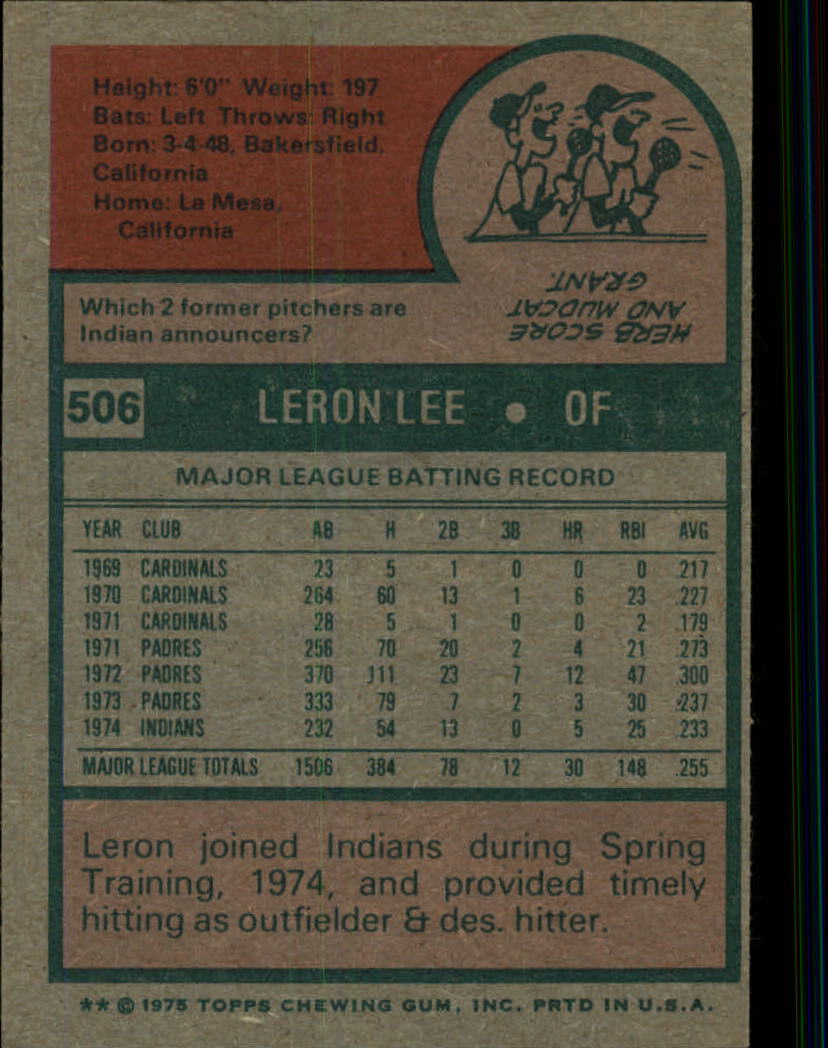 Height: 6'0" Weight: 197
Bats: Left Throws: Right
Born: 3-4-48, Bakersfield,
California
Home: La Mesa,
California
Which 2 former pitchers are
Indian announcers?
HERB SCORE
AND MUDCAT
GRANT.
506 LERON LEE • OF
MAJOR LEAGUE BATTING RECORD
YEAR CLUB AB H 2B 3B HR RBI AVG
1969 CARDINALS 23 5 1 0 0 0 .217
1970 CARDINALS 264 60 13 1 6 23 .227
1971 CARDINALS 28 5 1 0 0 2 .179
1971 PADRES 256 70 20 2 4 21 .273
1972 PADRES 370 111 23 7 12 47 .300
1973 PADRES 333 79 7 2 3 30 .237
1974 INDIANS 232 54 13 0 5 25 .233
MAJOR LEAGUE TOTALS 1506 384 78 12 30 148 .255
Leron joined Indians during Spring
Training, 1974, and provided timely
hitting as outfielder & des. hitter.
** © 1975 TOPPS CHEWING GUM, INC. PRTD IN U.S.A.